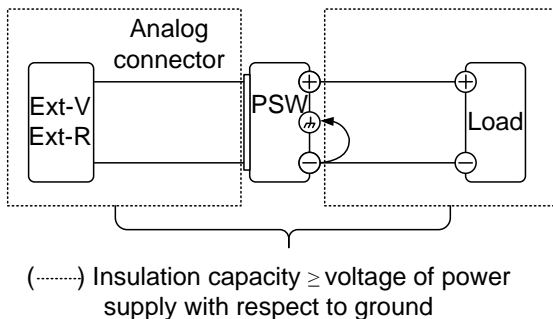 Analog
connector
Ext-V
Ext-R
PSW
Load
+
-
+
-
(········) Insulation capacity ≥ voltage of power
supply with respect to ground